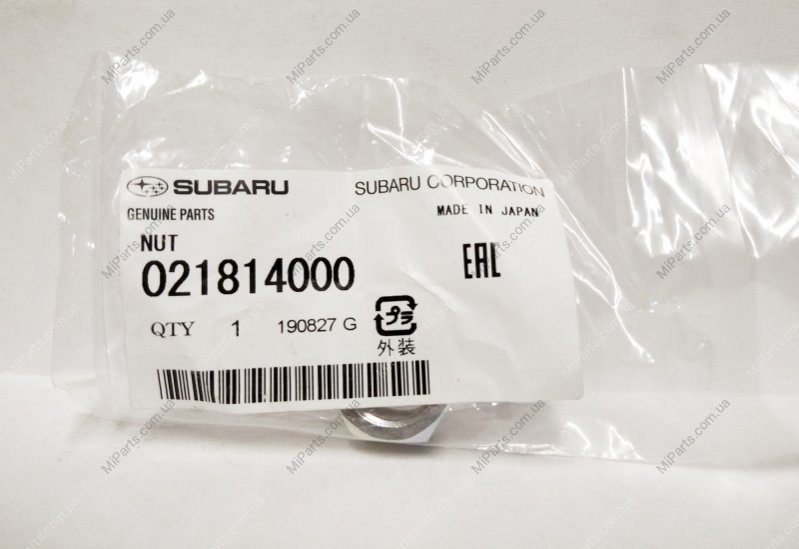 SUBARU SUBARU CORPORATION
GENUINE PARTS MADE IN JAPAN
NUT
021814000 EAC
QTY 1 190827 G プラ
外装
MiParts.com.ua